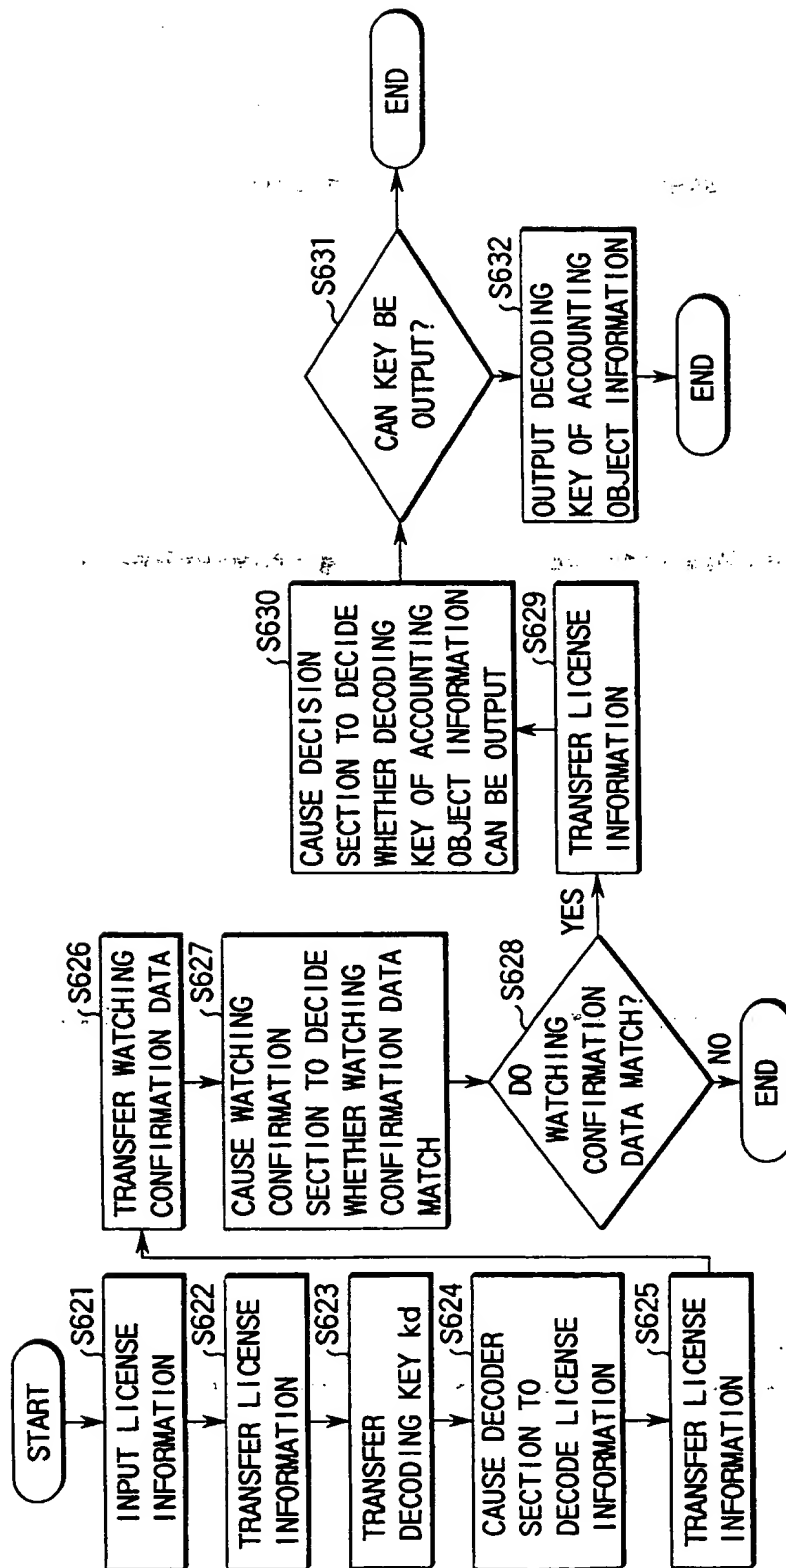 START
S621
INPUT LICENSE
INFORMATION
S622
TRANSFER LICENSE
INFORMATION
S623
TRANSFER
DECODING KEY kd
S624
CAUSE DECODER
SECTION TO
DECODE LICENSE
INFORMATION
S625
TRANSFER LICENSE
INFORMATION
S626
TRANSFER WATCHING
CONFIRMATION DATA
S627
CAUSE WATCHING
CONFIRMATION
SECTION TO DECIDE
WHETHER WATCHING
CONFIRMATION DATA
MATCH
S628
DO
WATCHING
CONFIRMATION
DATA MATCH?
NO
END
YES
S629
TRANSFER LICENSE
INFORMATION
S630
CAUSE DECISION
SECTION TO DECIDE
WHETHER DECODING
KEY OF ACCOUNTING
OBJECT INFORMATION
CAN BE OUTPUT
S631
CAN KEY BE
OUTPUT?
END
S632
OUTPUT DECODING
KEY OF ACCOUNTING
OBJECT INFORMATION
END